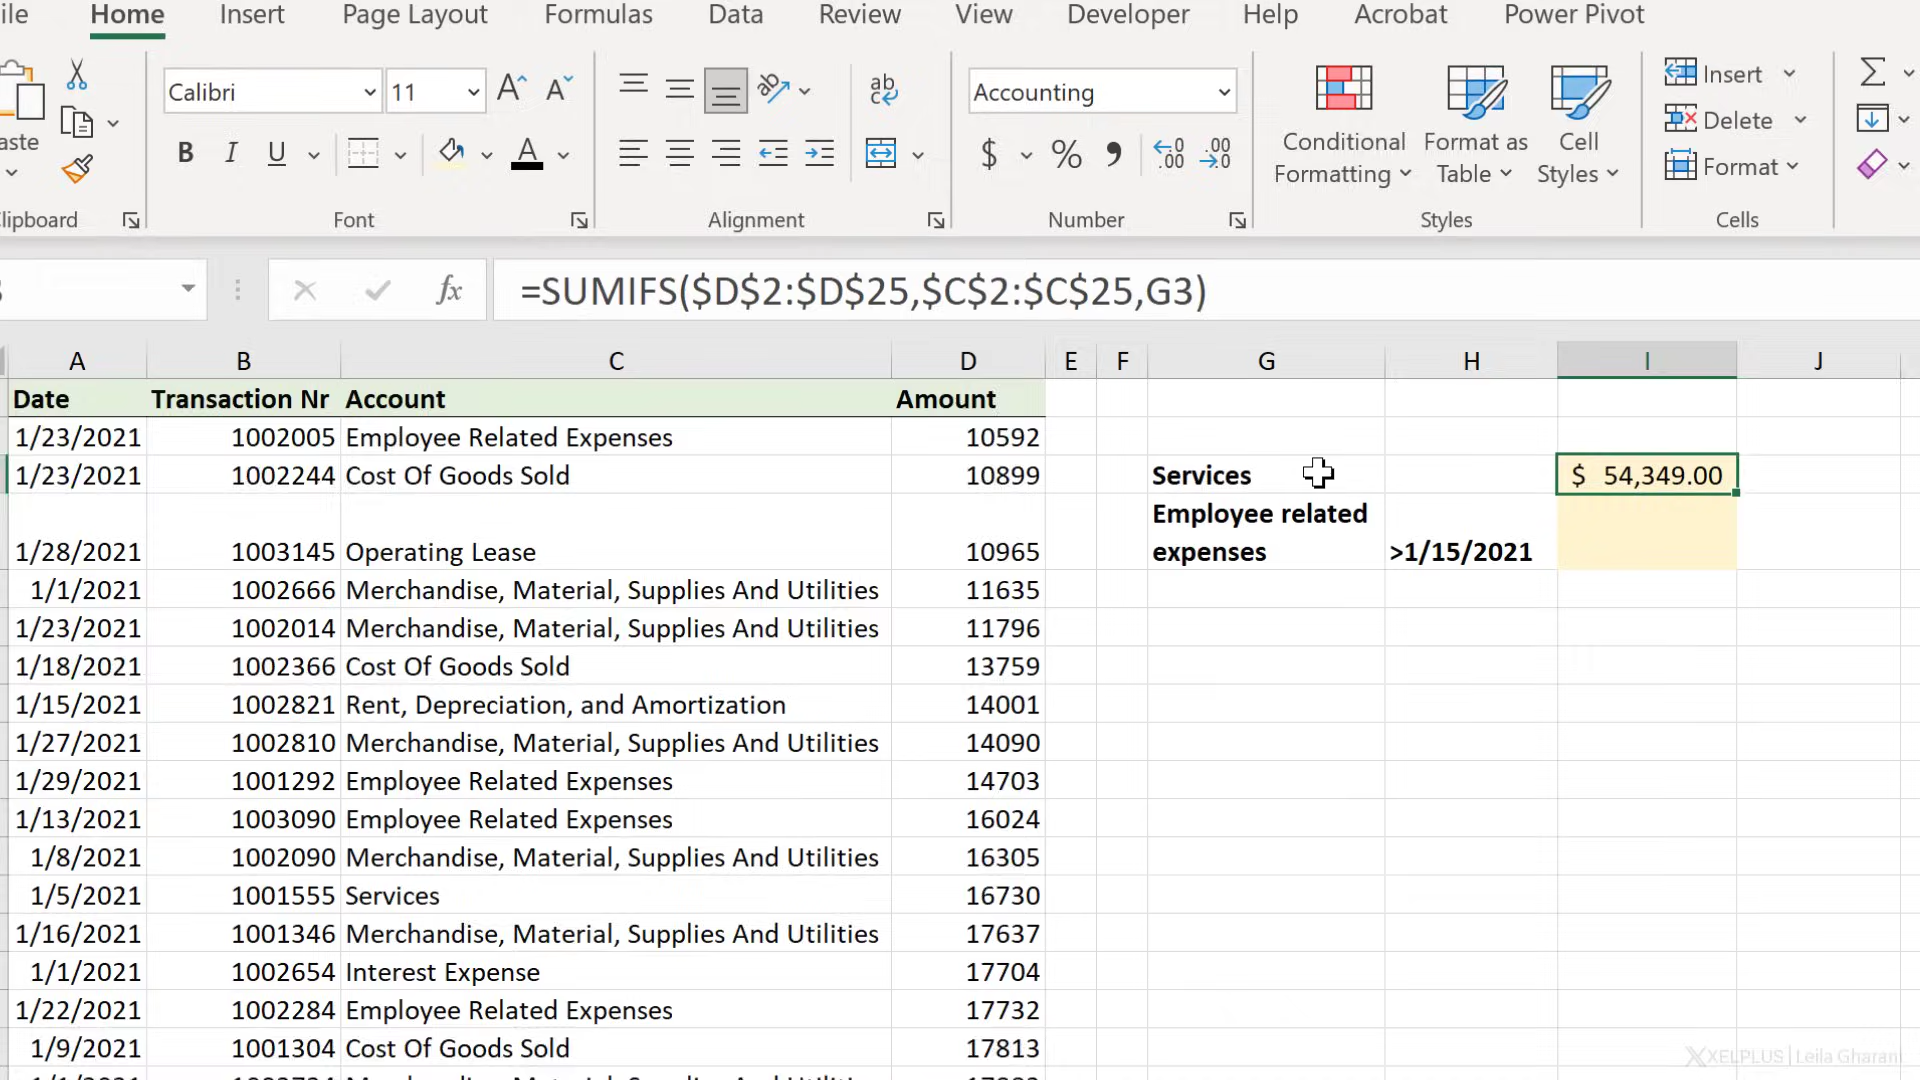 ile Home Insert Page Layout Formulas Data Review View Developer Help Acrobat Power Pivot
Calibri 11 ab Accounting Insert
aste Conditional Format as Cell Delete
B I U A $ % .00 .00 Formatting Table Styles Format
lipboard Font Alignment Number Styles Cells
fx =SUMIFS($D$2:$D$25,$C$2:$C$25,G3)
A B C D E F G H I J
Date Transaction Nr Account Amount
1/23/2021 1002005 Employee Related Expenses 10592
1/23/2021 1002244 Cost Of Goods Sold 10899 Services $ 54,349.00
Employee related
1/28/2021 1003145 Operating Lease 10965 expenses >1/15/2021
1/1/2021 1002666 Merchandise, Material, Supplies And Utilities 11635
1/23/2021 1002014 Merchandise, Material, Supplies And Utilities 11796
1/18/2021 1002366 Cost Of Goods Sold 13759
1/15/2021 1002821 Rent, Depreciation, and Amortization 14001
1/27/2021 1002810 Merchandise, Material, Supplies And Utilities 14090
1/29/2021 1001292 Employee Related Expenses 14703
1/13/2021 1003090 Employee Related Expenses 16024
1/8/2021 1002090 Merchandise, Material, Supplies And Utilities 16305
1/5/2021 1001555 Services 16730
1/16/2021 1001346 Merchandise, Material, Supplies And Utilities 17637
1/1/2021 1002654 Interest Expense 17704
1/22/2021 1002284 Employee Related Expenses 17732
1/9/2021 1001304 Cost Of Goods Sold 17813
XELPLUS | Leila Gharani